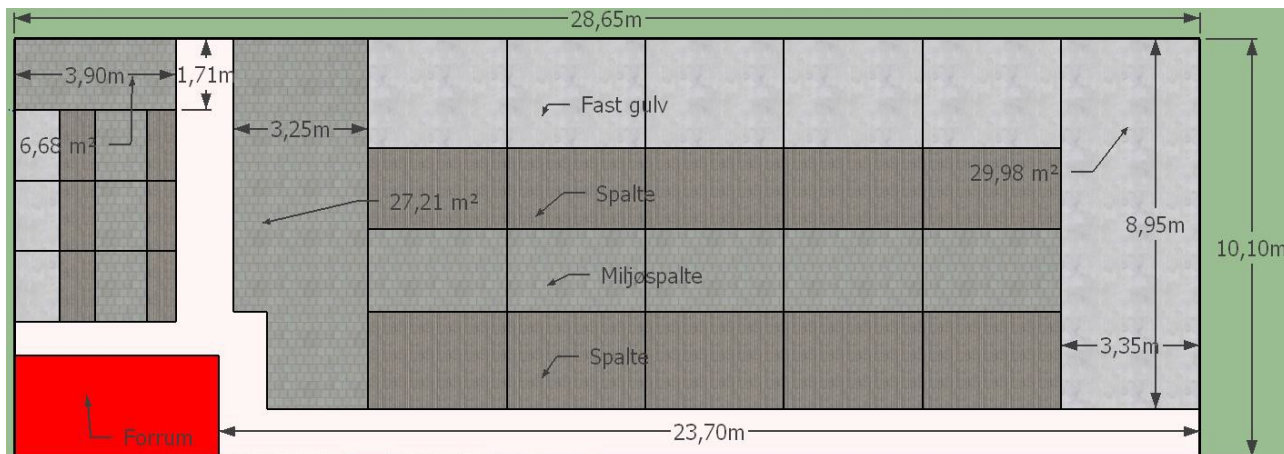 28,65m
3,90m
1,71m
Fast gulv
3,25m
6,68 m²
29,98 m²
27,21 m²
Spalte
8,95m
10,10m
Miljøspalte
Spalte
3,35m
Forrum
23,70m